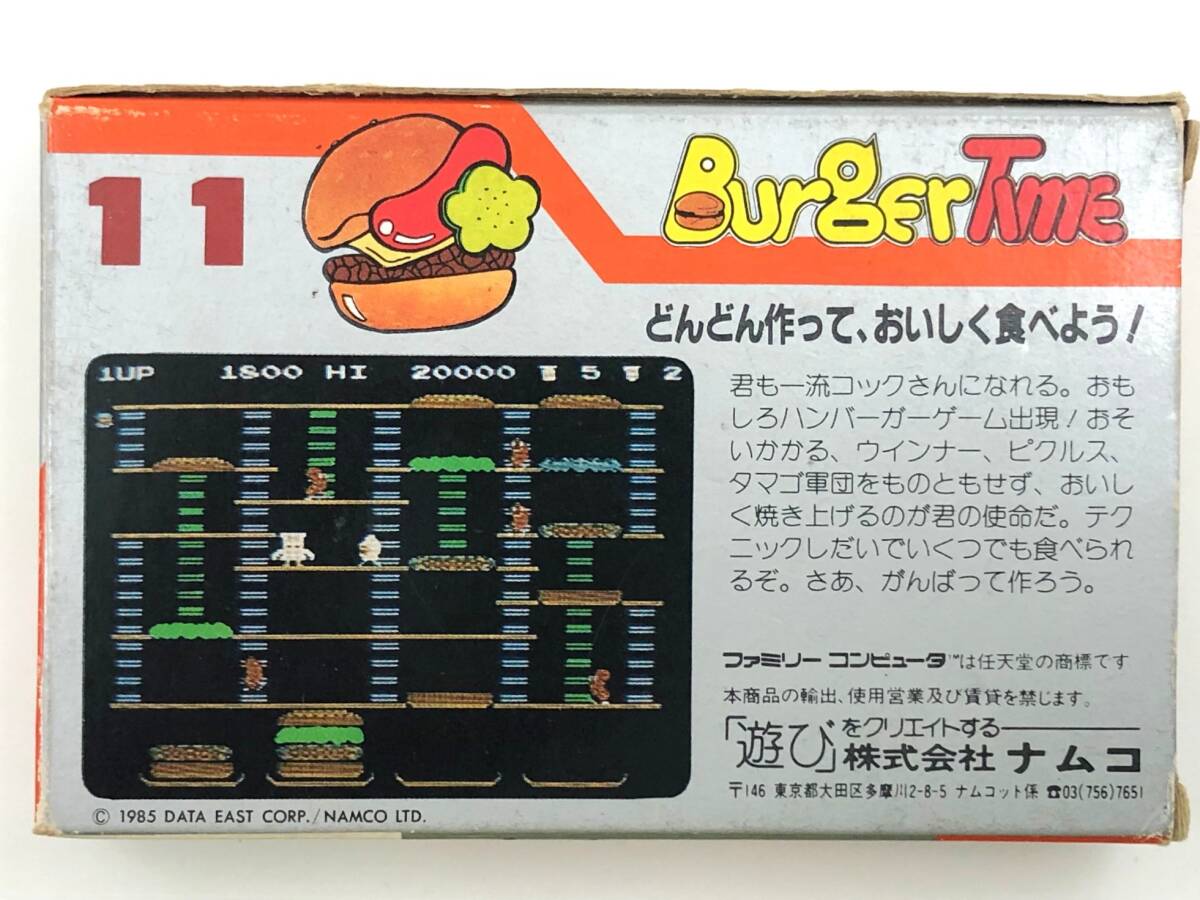 11
BurgerTime
どんどん作って、おいしく食べよう!
1UP 1800 HI 20000 5 2
君も一流コックさんになれる。おも
しろハンバーガーゲーム出現!おそ
いかかる、ウインナー、ピクルス、
タマゴ軍団をものともせず、おいし
く焼き上げるのが君の使命だ。テク
ニックしだいでいくつでも食べられ
るぞ。さあ、がんばって作ろう。
ファミリーコンピュータ™は任天堂の商標です
本商品の輸出、使用営業及び賃貸を禁じます。
「遊び」をクリエイトする
株式会社ナムコ
〒146 東京都大田区多摩川2-8-5 ナムコット係 ☎03(756)7651
© 1985 DATA EAST CORP./NAMCO LTD.